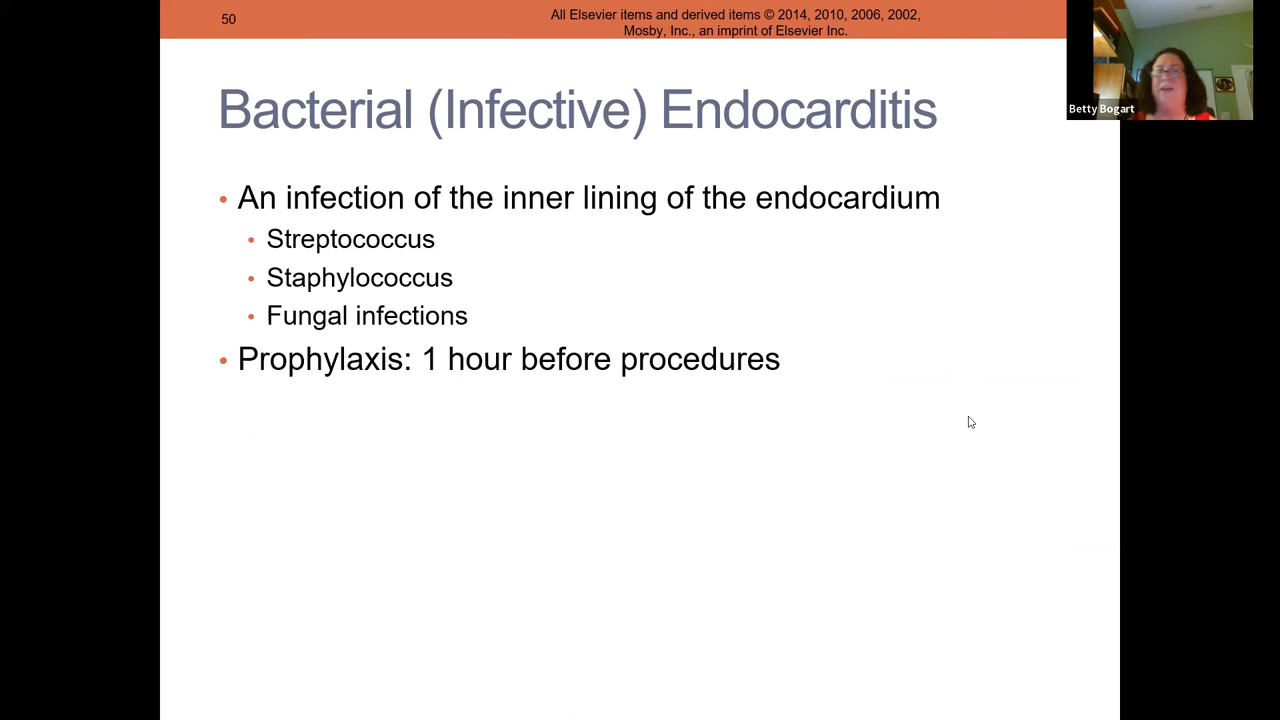 50
All Elsevier items and derived items © 2014, 2010, 2006, 2002,
Mosby, Inc., an imprint of Elsevier Inc.
Betty Bogart
Bacterial (Infective) Endocarditis
• An infection of the inner lining of the endocardium
• Streptococcus
• Staphylococcus
• Fungal infections
• Prophylaxis: 1 hour before procedures